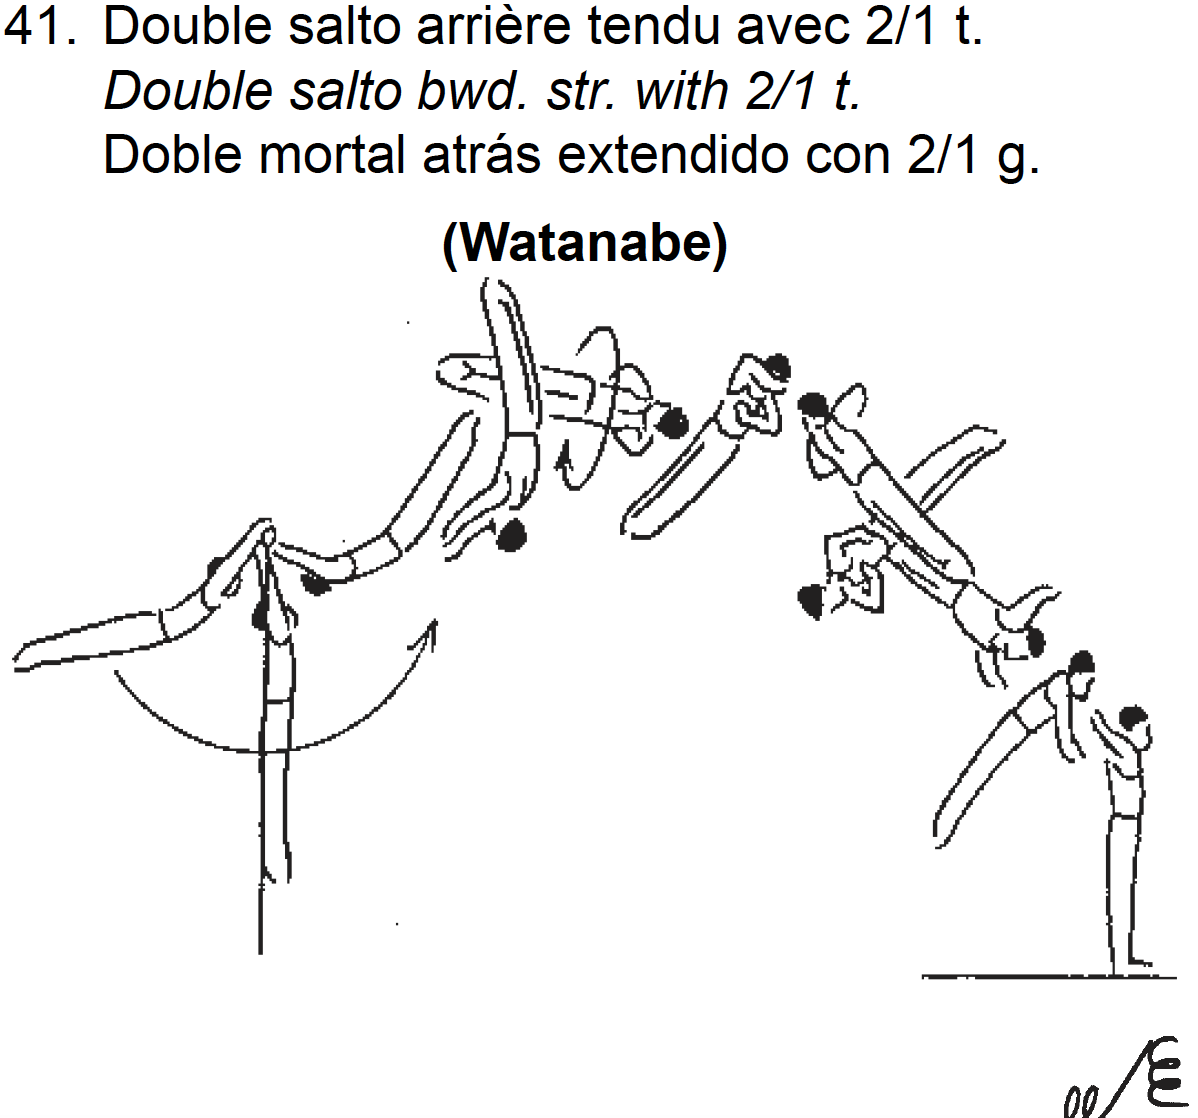 41. Double salto arrière tendu avec 2/1 t.
Double salto bwd. str. with 2/1 t.
Doble mortal atrás extendido con 2/1 g.
(Watanabe)